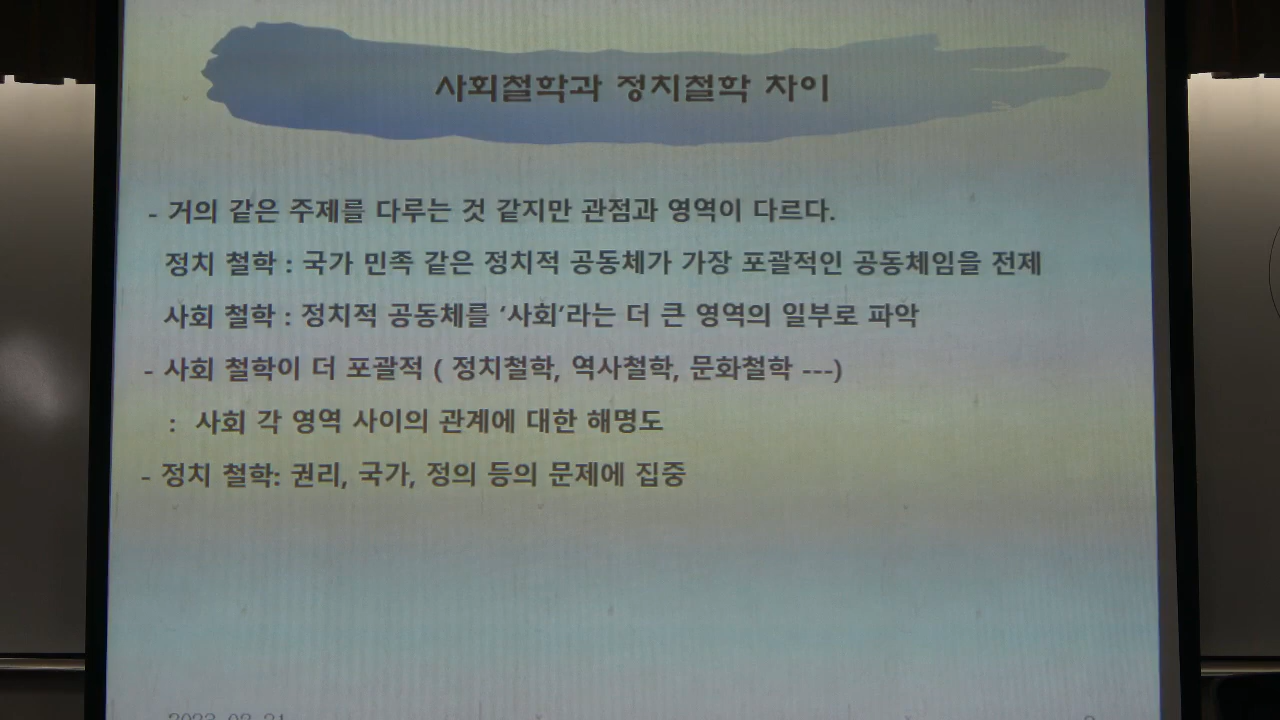 사회철학과 정치철학 차이
- 거의 같은 주제를 다루는 것 같지만 관점과 영역이 다르다.
정치 철학 : 국가 민족 같은 정치적 공동체가 가장 포괄적인 공동체임을 전제
사회 철학 : 정치적 공동체를 ‘사회’라는 더 큰 영역의 일부로 파악
- 사회 철학이 더 포괄적 ( 정치철학, 역사철학, 문화철학 ---)
: 사회 각 영역 사이의 관계에 대한 해명도
- 정치 철학: 권리, 국가, 정의 등의 문제에 집중